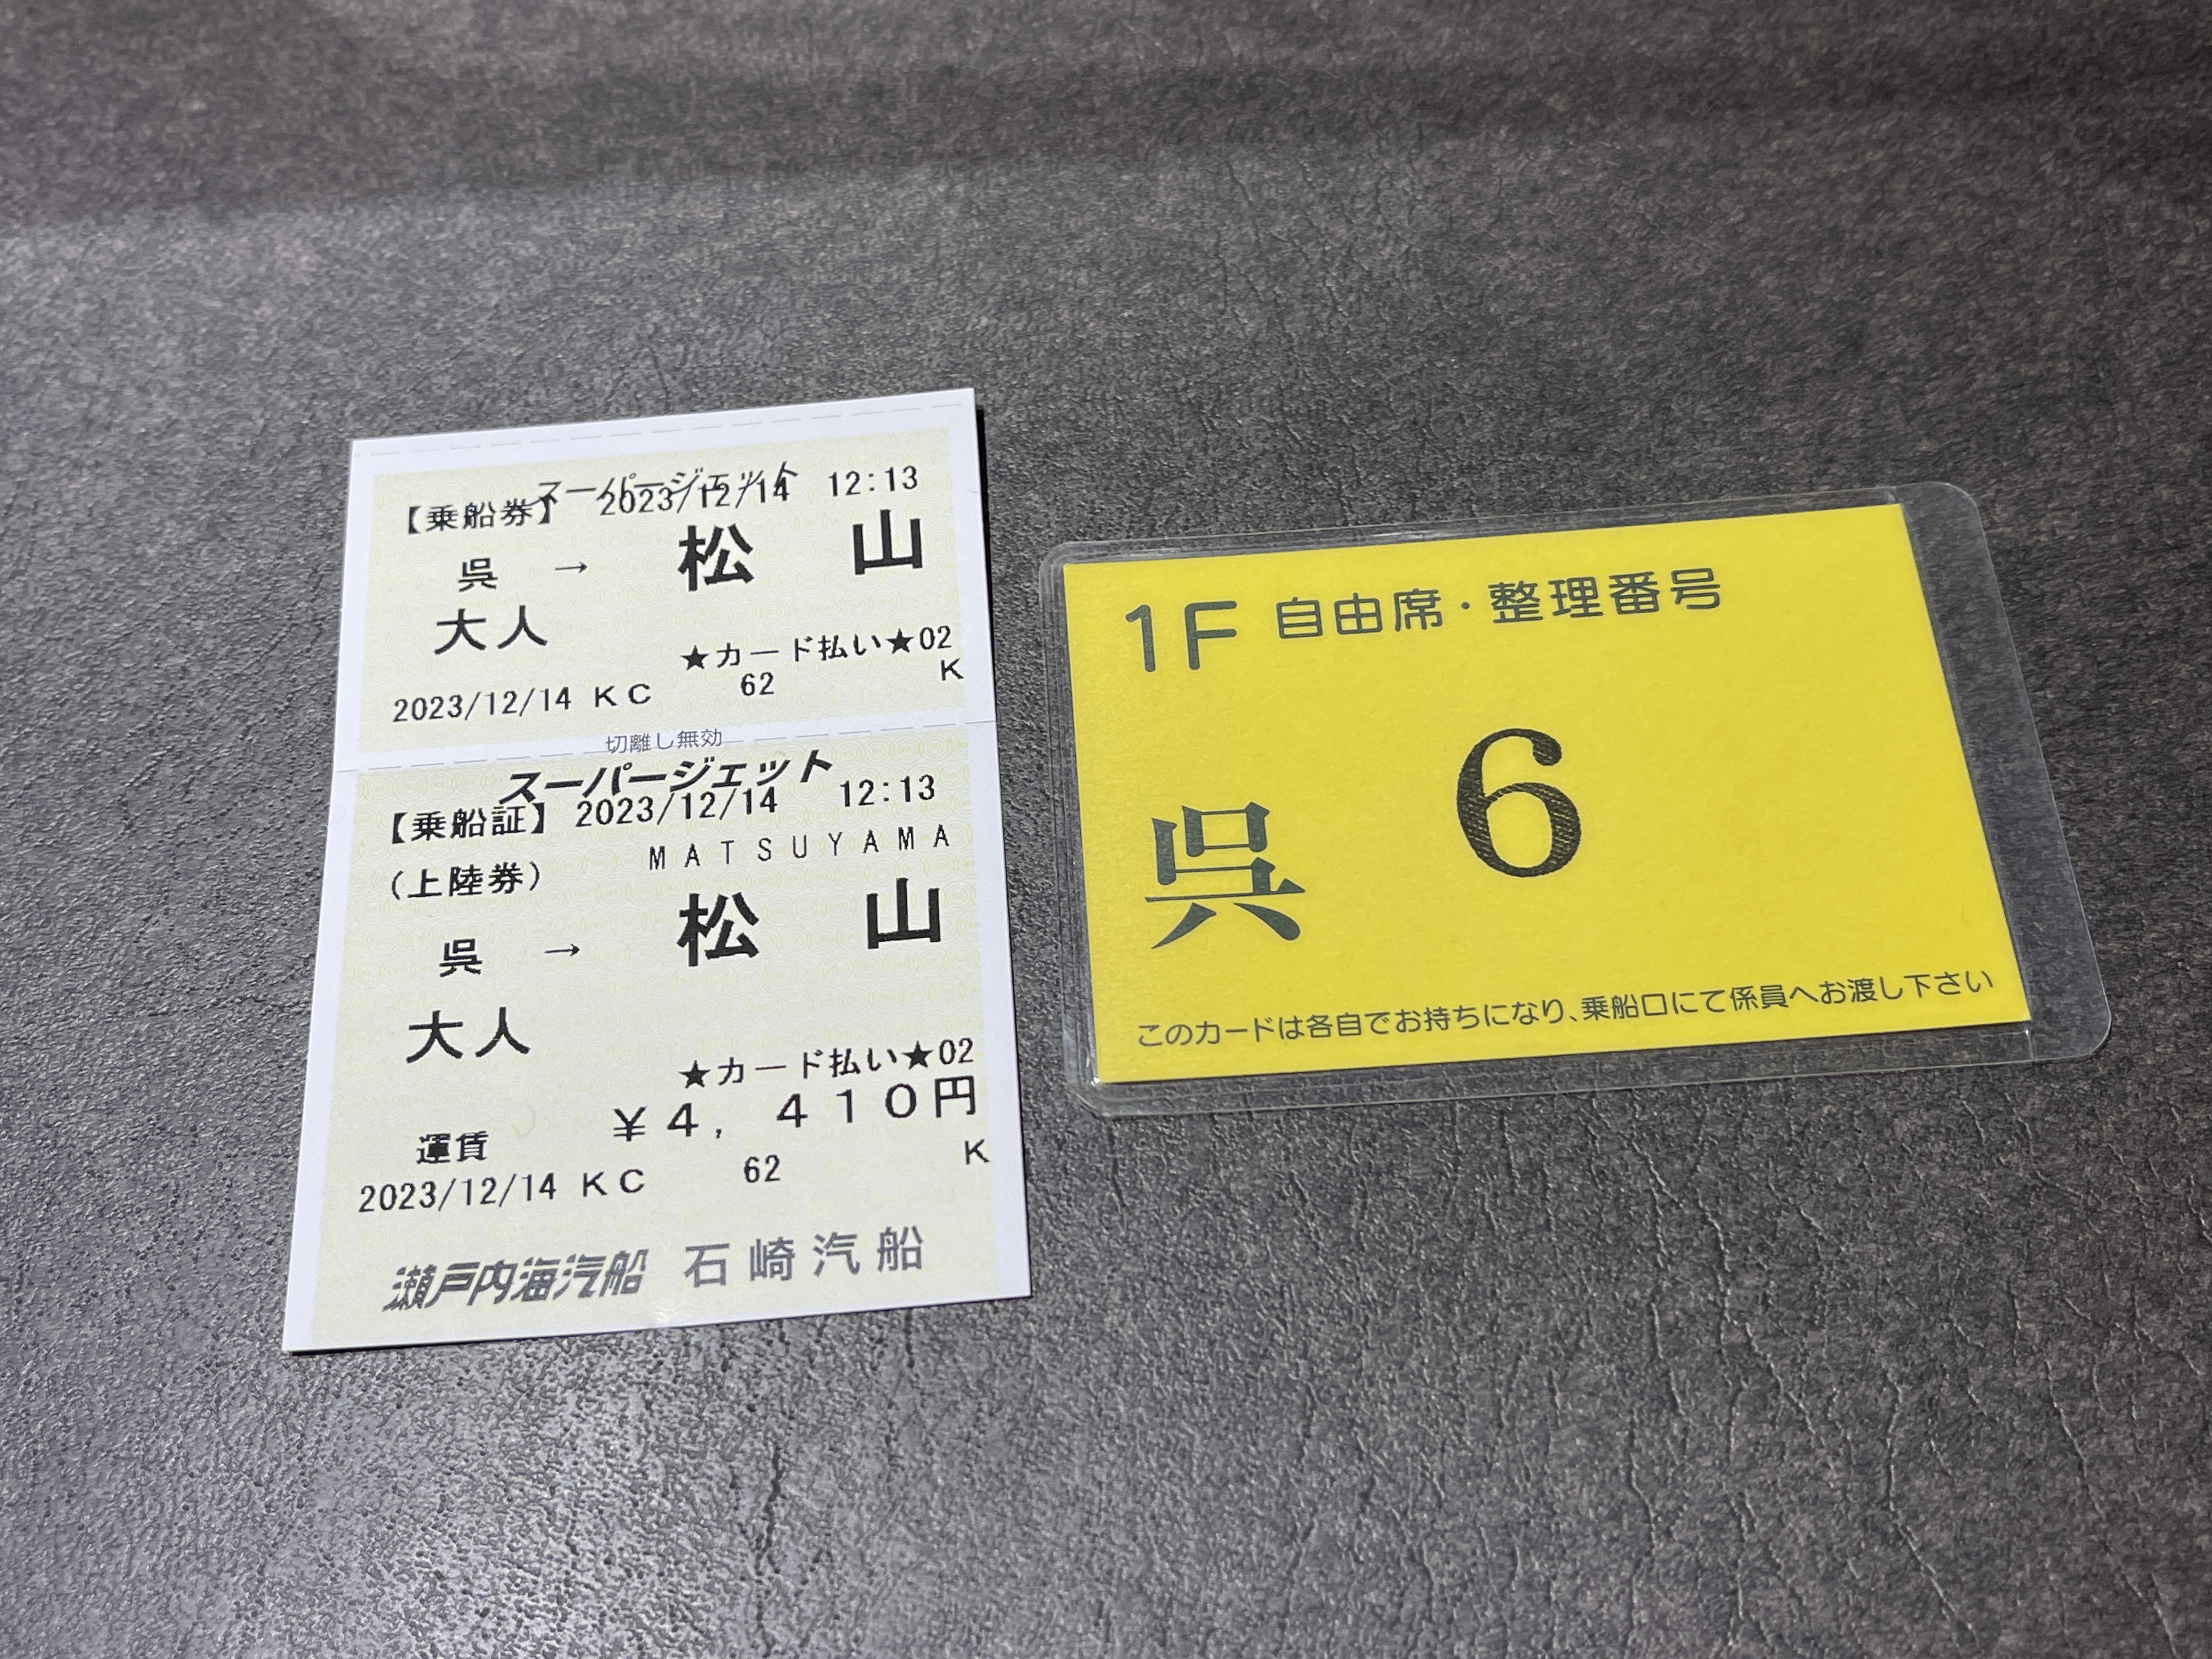 スーパージェット
【乗船券】 2023/12/14 12:13
呉 → 松 山
大人
★カード払い★02
62 K
2023/12/14 KC
切離し無効
スーパージェット
【乗船証】 2023/12/14 12:13
MATSUYAMA
(上陸券)
呉 → 松 山
大人
★カード払い★02
運賃 ¥4,410円
2023/12/14 KC 62 K
瀬戸内海汽船 石崎汽船
1F 自由席・整理番号
呉 6
このカードは各自でお持ちになり、乗船口にて係員へお渡し下さい